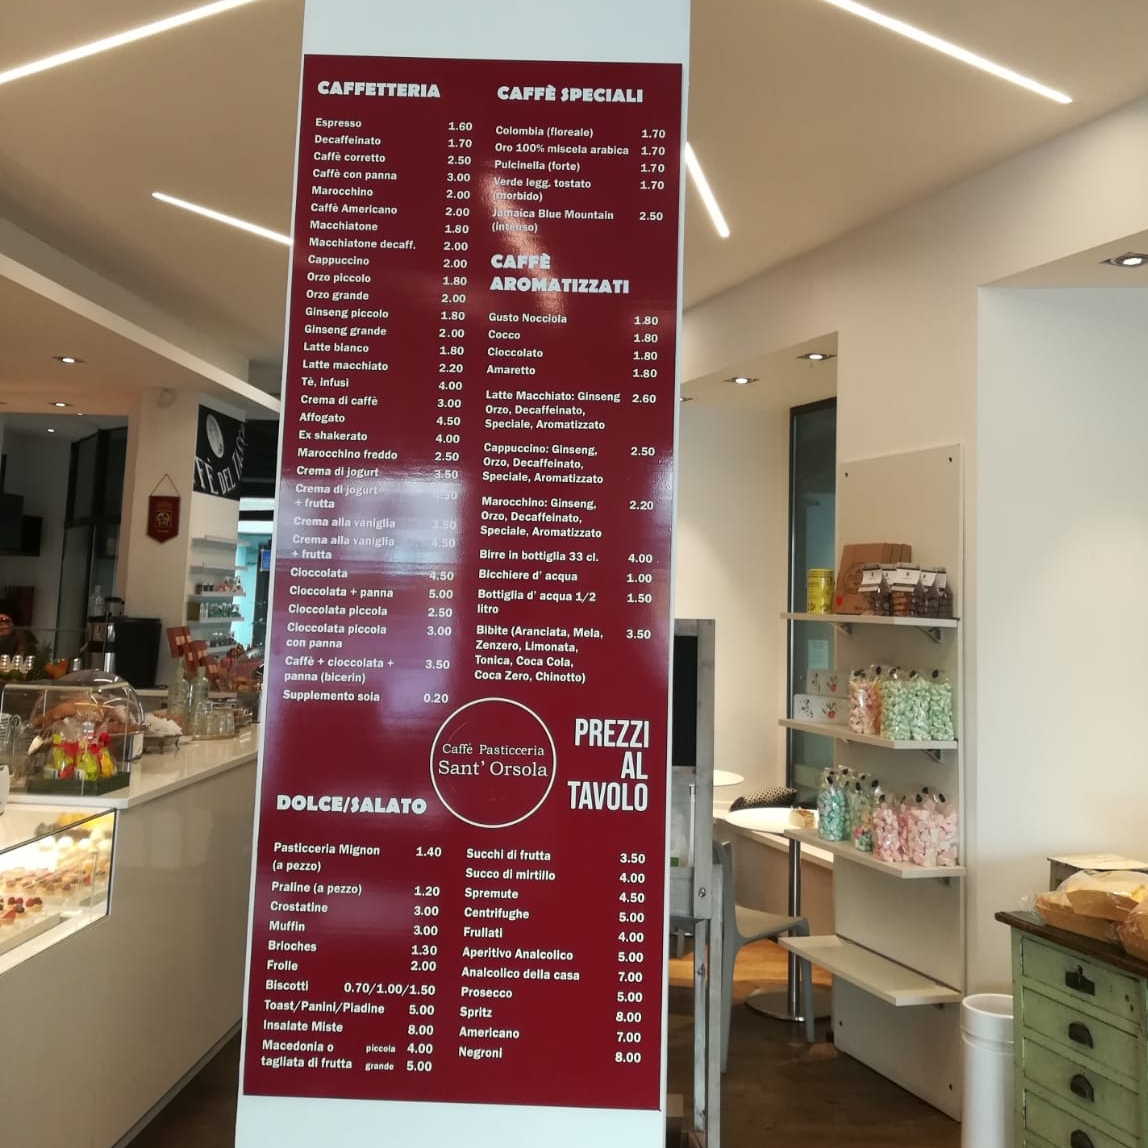 CAFFETTERIA
Espresso 1.60
Decaffeinato 1.70
Caffè corretto 2.50
Caffè con panna 3.00
Marocchino 2.00
Caffè Americano 2.00
Macchiatone 1.80
Macchiatone decaff. 2.00
Cappuccino 2.00
Orzo piccolo 1.80
Orzo grande 2.00
Ginseng piccolo 1.80
Ginseng grande 2.00
Latte bianco 1.80
Latte macchiato 2.20
Tè, infusi 4.00
Crema di caffè 3.00
Affogato 4.50
Ex shakerato 4.00
Marocchino freddo 2.50
Crema di jogurt 3.50
Crema di jogurt 4.50
+ frutta
Crema alla vaniglia 3.50
Crema alla vaniglia 4.50
+ frutta
Cioccolata 4.50
Cioccolata + panna 5.00
Cioccolata piccola 2.50
Cioccolata piccola 3.00
con panna
Caffè + cioccolata + 3.50
panna (bicerin)
Supplemento soia 0.20
CAFFÈ SPECIALI
Colombia (floreale) 1.70
Oro 100% miscela arabica 1.70
Pulcinella (forte) 1.70
Verde legg. tostato 1.70
(morbido)
Jamaica Blue Mountain 2.50
(intenso)
CAFFÈ
AROMATIZZATI
Gusto Nocciola 1.80
Cocco 1.80
Cioccolato 1.80
Amaretto 1.80
Latte Macchiato: Ginseng 2.60
Orzo, Decaffeinato,
Speciale, Aromatizzato
Cappuccino: Ginseng, 2.50
Orzo, Decaffeinato,
Speciale, Aromatizzato
Marocchino: Ginseng, 2.20
Orzo, Decaffeinato,
Speciale, Aromatizzato
Birre in bottiglia 33 cl. 4.00
Bicchiere d' acqua 1.00
Bottiglia d' acqua 1/2 1.50
litro
Bibite (Aranciata, Mela, 3.50
Zenzero, Limonata,
Tonica, Coca Cola,
Coca Zero, Chinotto)
Caffè Pasticceria
Sant' Orsola
PREZZI
AL
TAVOLO
DOLCE/SALATO
Pasticceria Mignon 1.40
(a pezzo)
Praline (a pezzo) 1.20
Crostatine 3.00
Muffin 3.00
Brioches 1.30
Frolle 2.00
Biscotti 0.70/1.00/1.50
Toast/Panini/Piadine 5.00
Insalate Miste 8.00
Macedonia o piccola 4.00
tagliata di frutta grande 5.00
Succhi di frutta 3.50
Succo di mirtillo 4.00
Spremute 4.50
Centrifughe 5.00
Frullati 4.00
Aperitivo Analcolico 5.00
Analcolico della casa 7.00
Prosecco 5.00
Spritz 8.00
Americano 7.00
Negroni 8.00